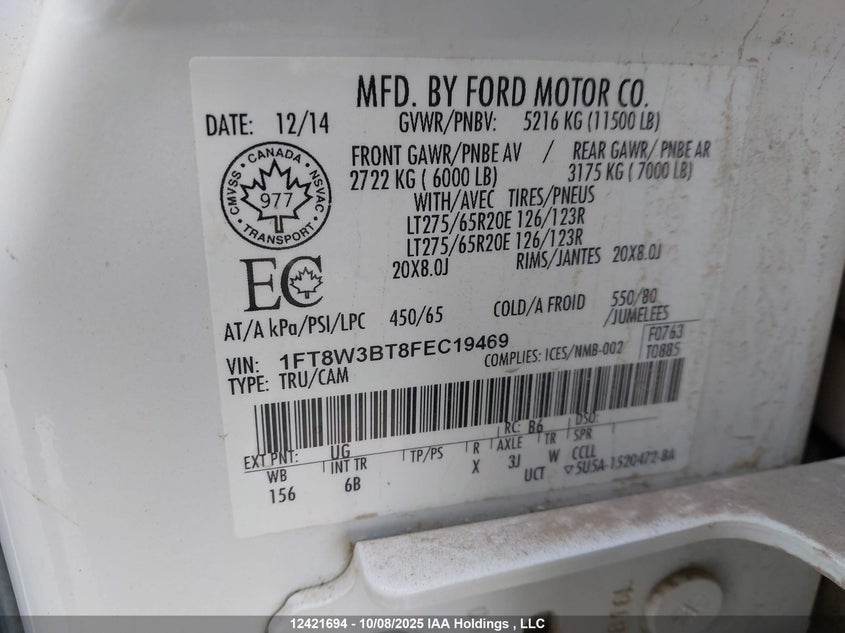 MFD. BY FORD MOTOR CO.
DATE: 12/14 GVWR/PNBV: 5216 KG (11500 LB)
FRONT GAWR/PNBE AV / REAR GAWR/ PNBE AR
2722 KG ( 6000 LB) 3175 KG ( 7000 LB)
WITH/AVEC TIRES/PNEUS
LT275/65R20E 126/123R
LT275/65R20E 126/123R
20X8.0J RIMS/JANTES 20X8.0J
CMVSS · CANADA · NSVAC
977
· TRANSPORT ·
EC
AT/A kPa/PSI/LPC 450/65 COLD/A FROID 550/80
/JUMELEES
VIN: 1FT8W3BT8FEC19469 COMPLIES: ICES/NMB-002 F0763
TYPE: TRU/CAM T0885
RC: B6 DSO:
EXT PNT: UG
WB INT TR TP/PS R AXLE TR SPR
156 6B X 3J W CCLL
UCT ▽5U5A-1520472-BA
12421694 - 10/08/2025 IAA Holdings , LLC